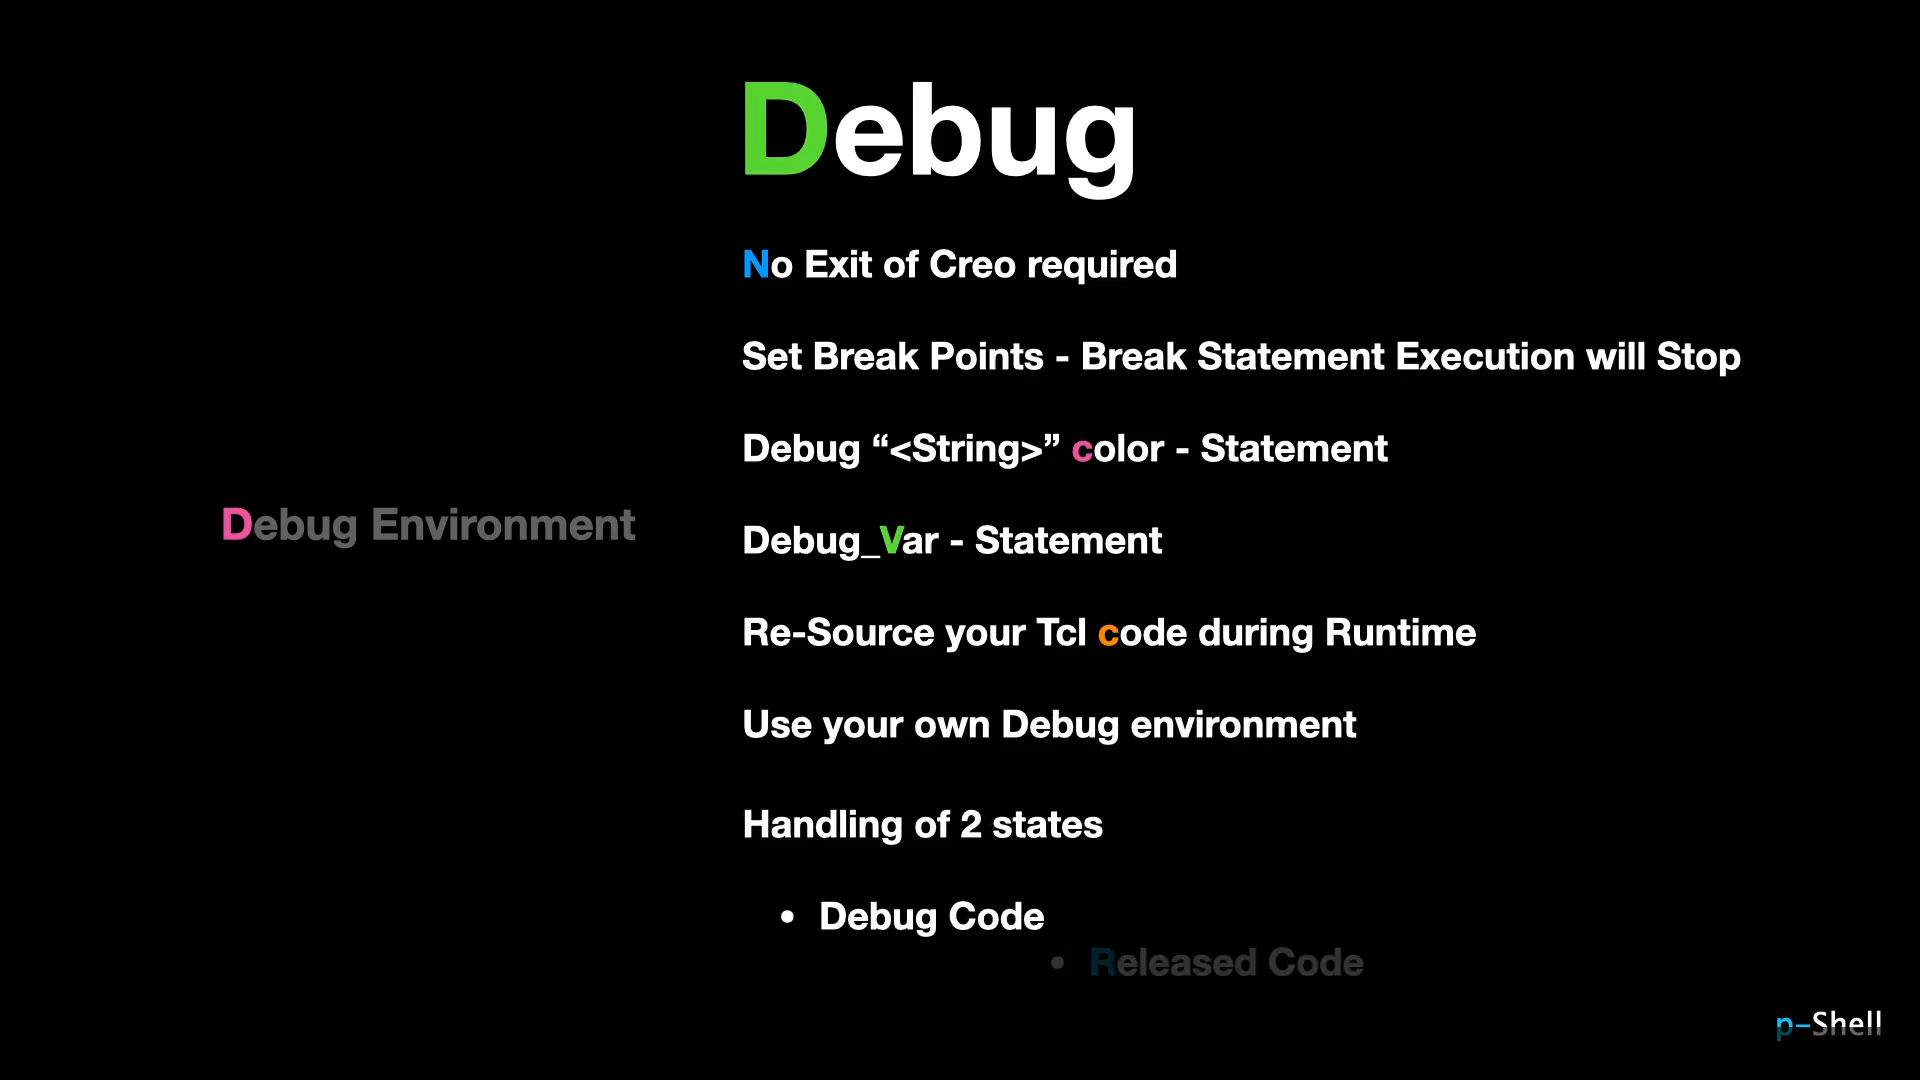 Debug
No Exit of Creo required
Set Break Points - Break Statement Execution will Stop
Debug “<String>” color - Statement
Debug Environment
Debug_Var - Statement
Re-Source your Tcl code during Runtime
Use your own Debug environment
Handling of 2 states
• Debug Code
• Released Code
p-Shell